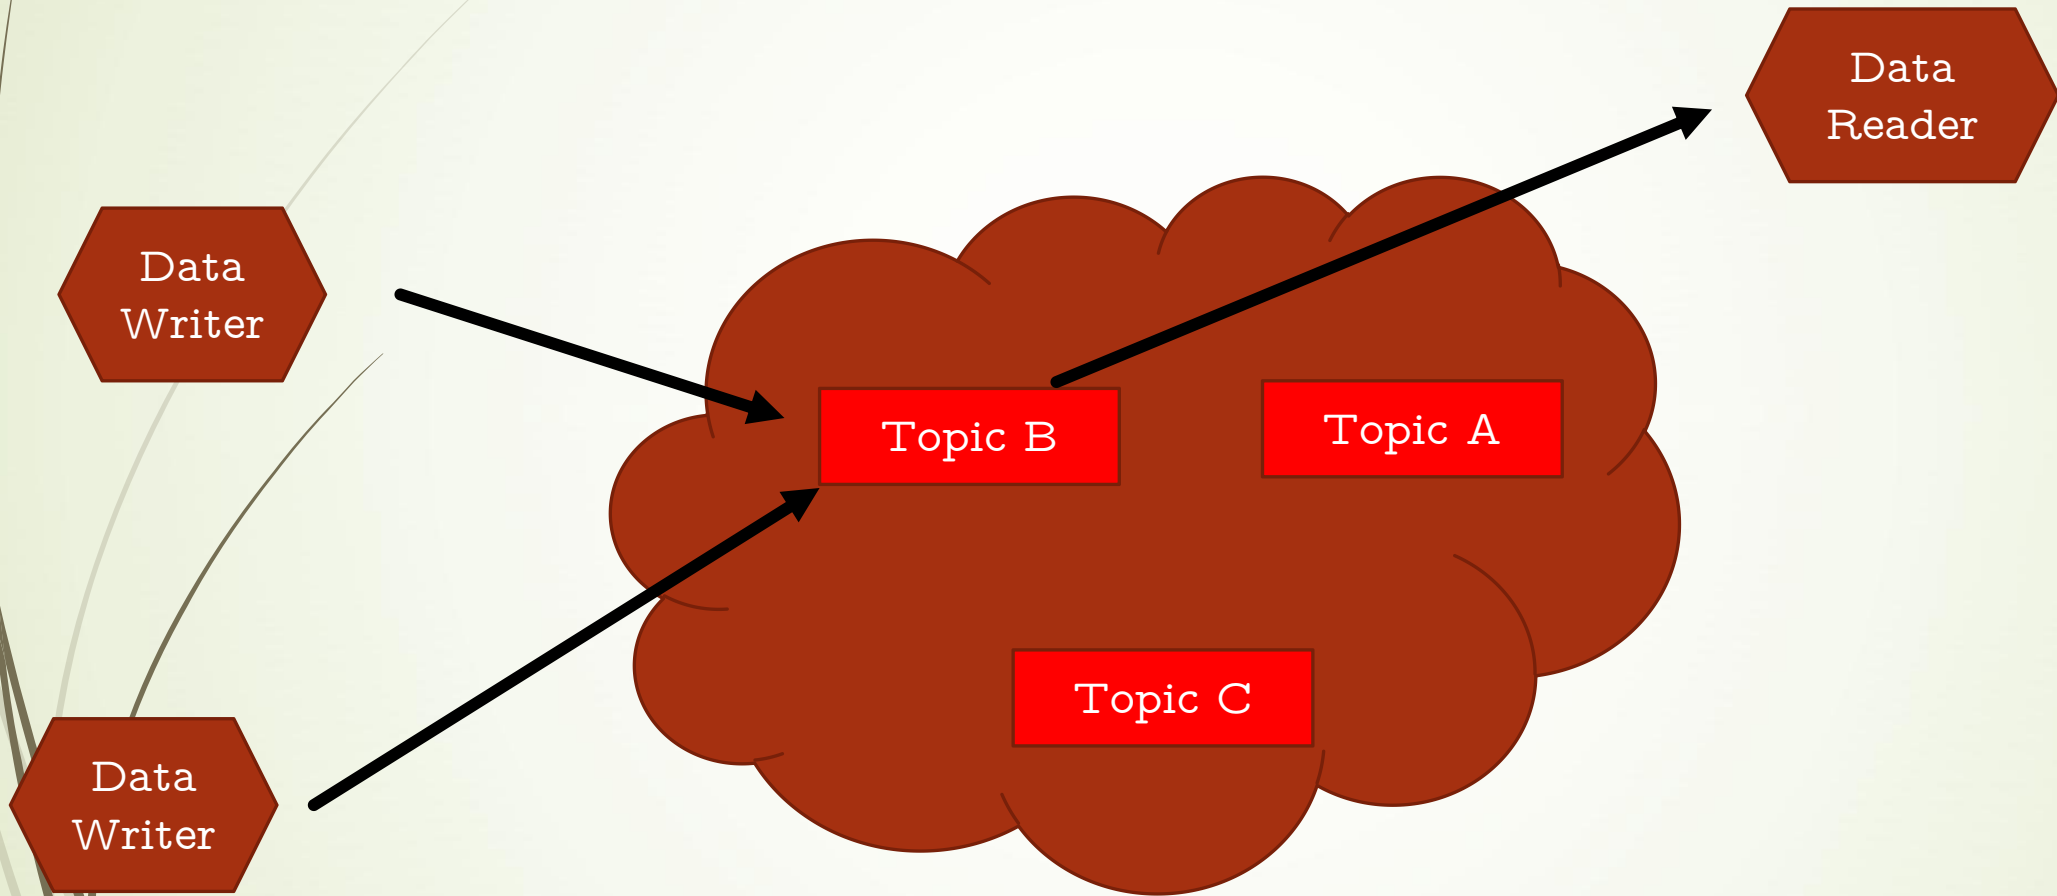 Data
Reader
Data
Writer
Topic B
Topic A
Topic C
Data
Writer